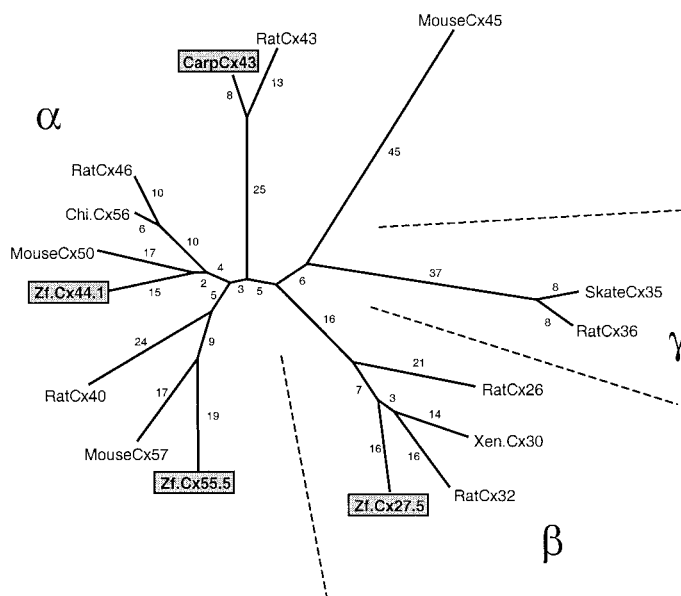 MouseCx45
RatCx43
CarpCx43
8
13
α
45
RatCx46
10
25
Chi.Cx56
6
10
MouseCx50
17
4
37
8
SkateCx35
Zf.Cx44.1
15
2
5
3
5
6
8
RatCx36
γ
16
24
9
21
RatCx26
RatCx40
17
7
3
14
19
Xen.Cx30
MouseCx57
16
16
Zf.Cx55.5
RatCx32
Zf.Cx27.5
β